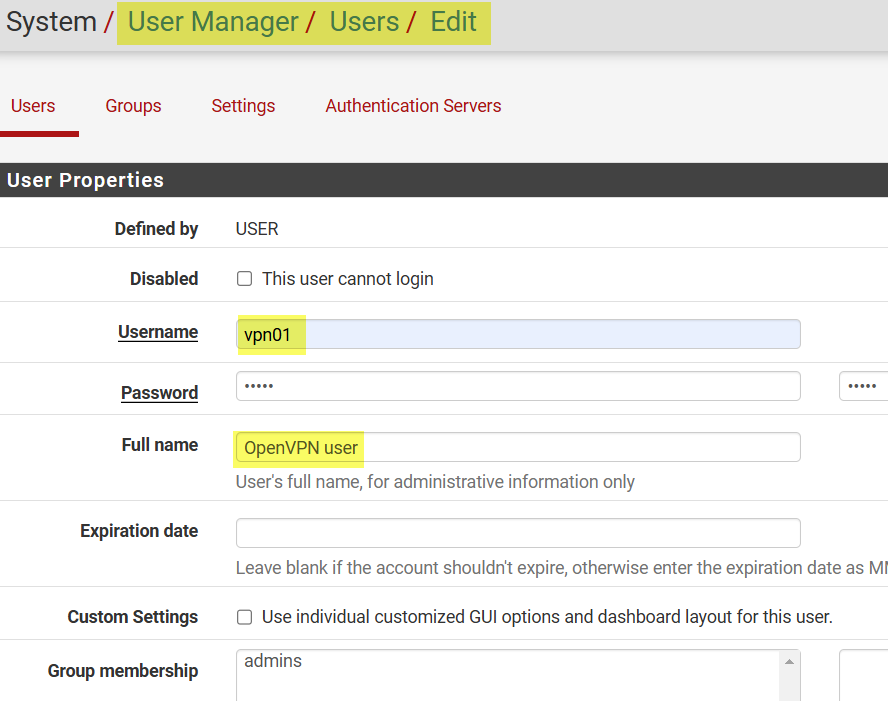 System / User Manager / Users / Edit
Users Groups Settings Authentication Servers
User Properties
Defined by USER
Disabled This user cannot login
Username vpn01
Password ••••• •••••
Full name OpenVPN user
User's full name, for administrative information only
Expiration date
Leave blank if the account shouldn't expire, otherwise enter the expiration date as
Custom Settings Use individual customized GUI options and dashboard layout for this user.
Group membership admins